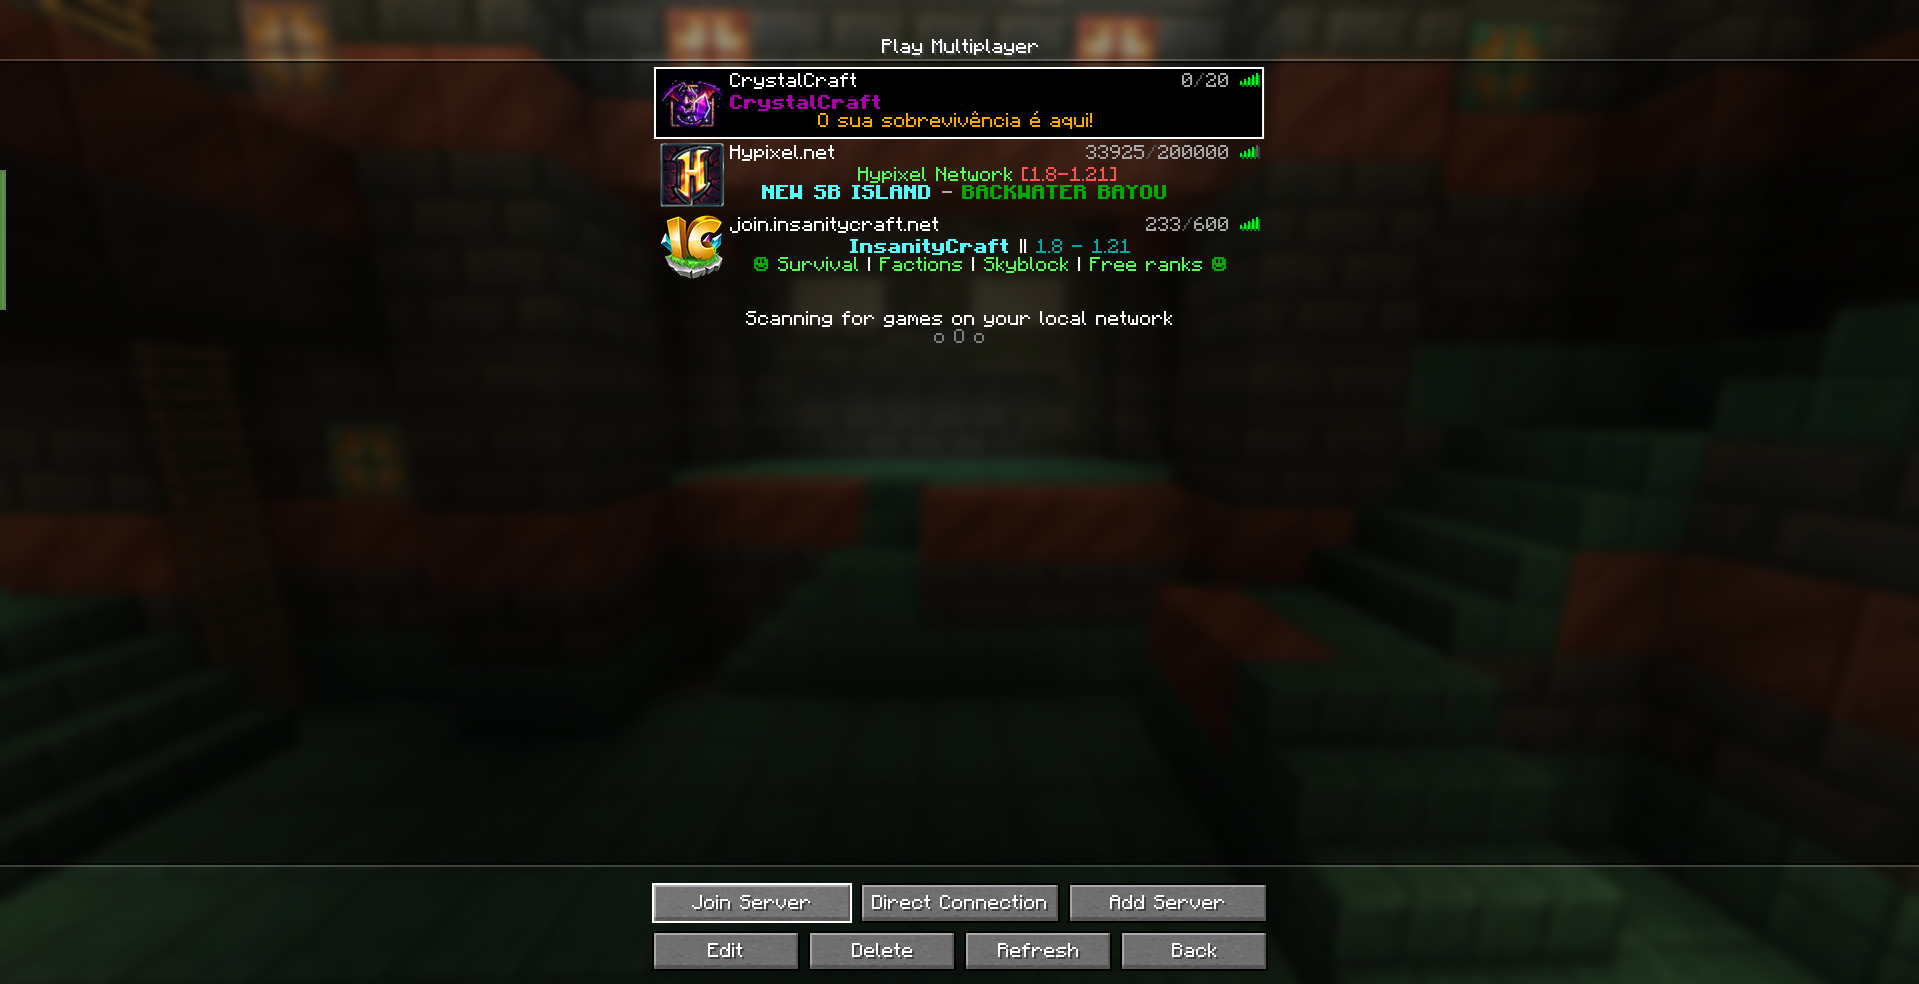 Play Multiplayer
CrystalCraft 0/20
CrystalCraft
O sua sobrevivência é aqui!
Hypixel.net 33925/200000
Hypixel Network [1.8-1.21]
NEW SB ISLAND - BACKWATER BAYOU
join.insanitycraft.net 233/600
InsanityCraft || 1.8 - 1.21
Survival | Factions | Skyblock | Free ranks
Scanning for games on your local network
o O o
Join Server Direct Connection Add Server
Edit Delete Refresh Back